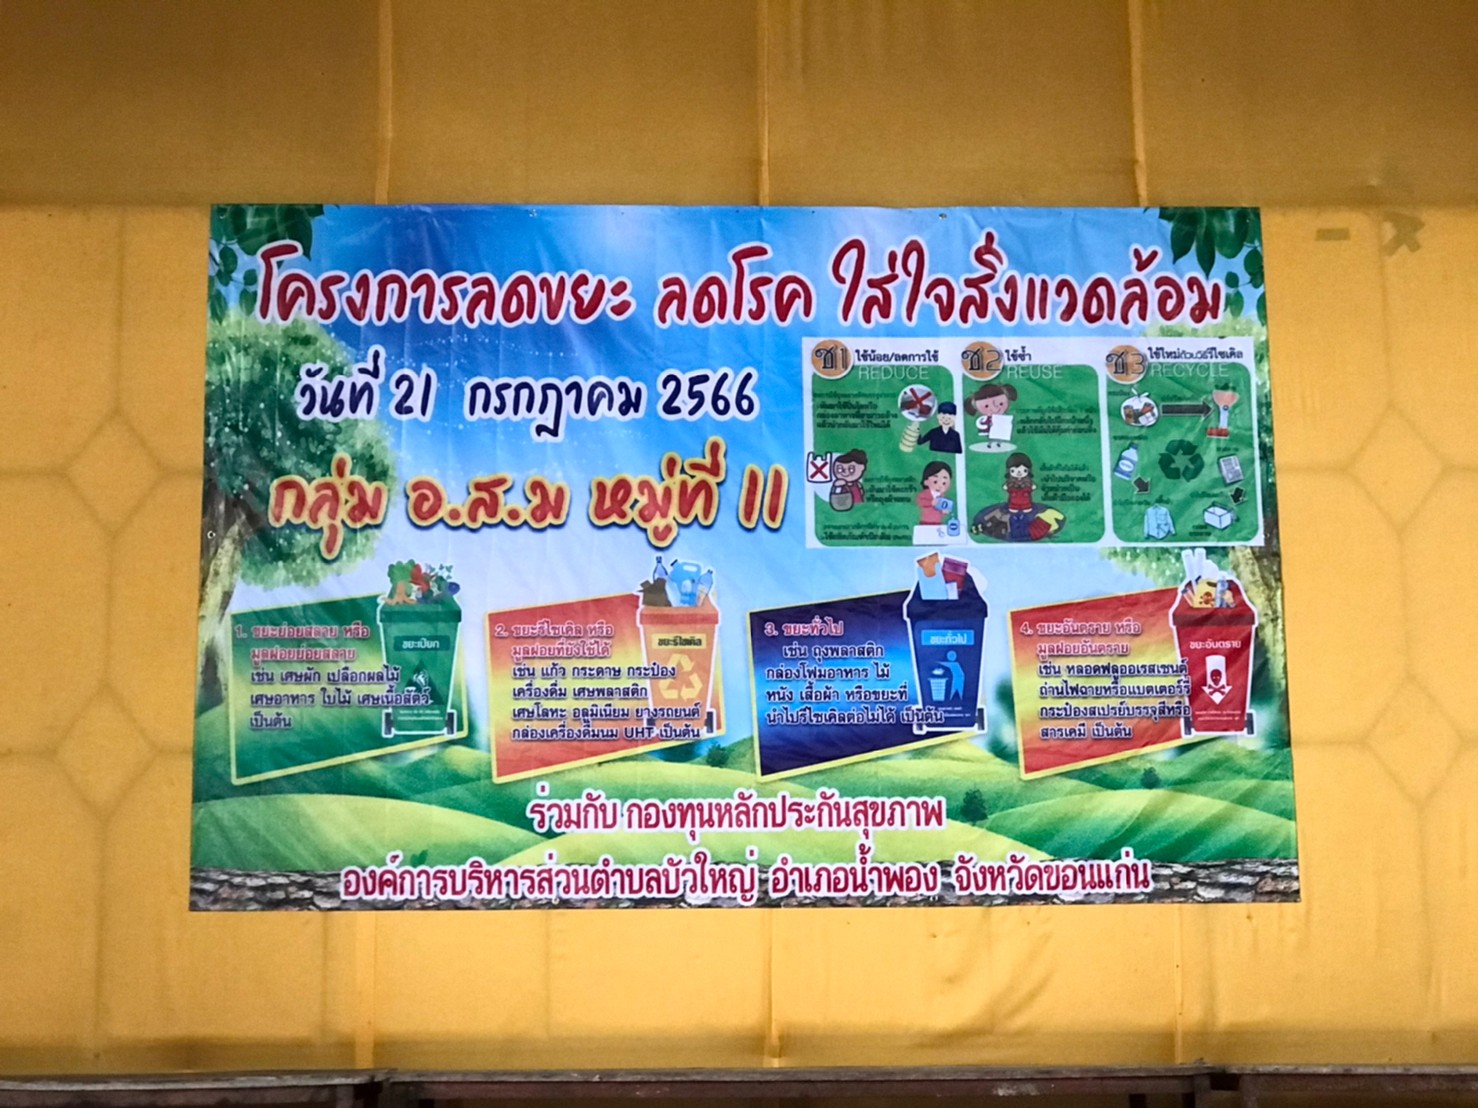 โครงการลดขยะ ลดโรค ใส่ใจสิ่งแวดล้อม
วันที่ 21 กรกฎาคม 2566
กลุ่ม อ.ส.ม หมู่ที่ 11
ช1 ใช้น้อย/ลดการใช้
REDUCE
ช2 ใช้ซ้ำ
REUSE
ช3 ใช้ใหม่ด้วยวิธีรีไซเคิล
RECYCLE
1. ขยะย่อยสลาย หรือ
มูลฝอยย่อยสลาย
เช่น เศษผัก เปลือกผลไม้
เศษอาหาร ใบไม้ เศษเนื้อสัตว์
เป็นต้น
ขยะเปียก
2. ขยะรีไซเคิล หรือ
มูลฝอยที่ยังใช้ได้
เช่น แก้ว กระดาษ กระป๋อง
เครื่องดื่ม เศษพลาสติก
เศษโลหะ อลูมิเนียม ยางรถยนต์
กล่องเครื่องดื่มนม UHT เป็นต้น
ขยะรีไซเคิล
3. ขยะทั่วไป
เช่น ถุงพลาสติก
กล่องโฟมอาหาร ไม้
หนัง เสื้อผ้า หรือขยะที่
นำไปรีไซเคิลต่อไม่ได้ เป็นต้น
ขยะทั่วไป
4. ขยะอันตราย หรือ
มูลฝอยอันตราย
เช่น หลอดฟลูออเรสเซนต์
ถ่านไฟฉายหรือแบตเตอร์รี่
กระป๋องสเปรย์บรรจุสีหรือ
สารเคมี เป็นต้น
ขยะอันตราย
ร่วมกับ กองทุนหลักประกันสุขภาพ
องค์การบริหารส่วนตำบลบัวใหญ่ อำเภอน้ำพอง จังหวัดขอนแก่น